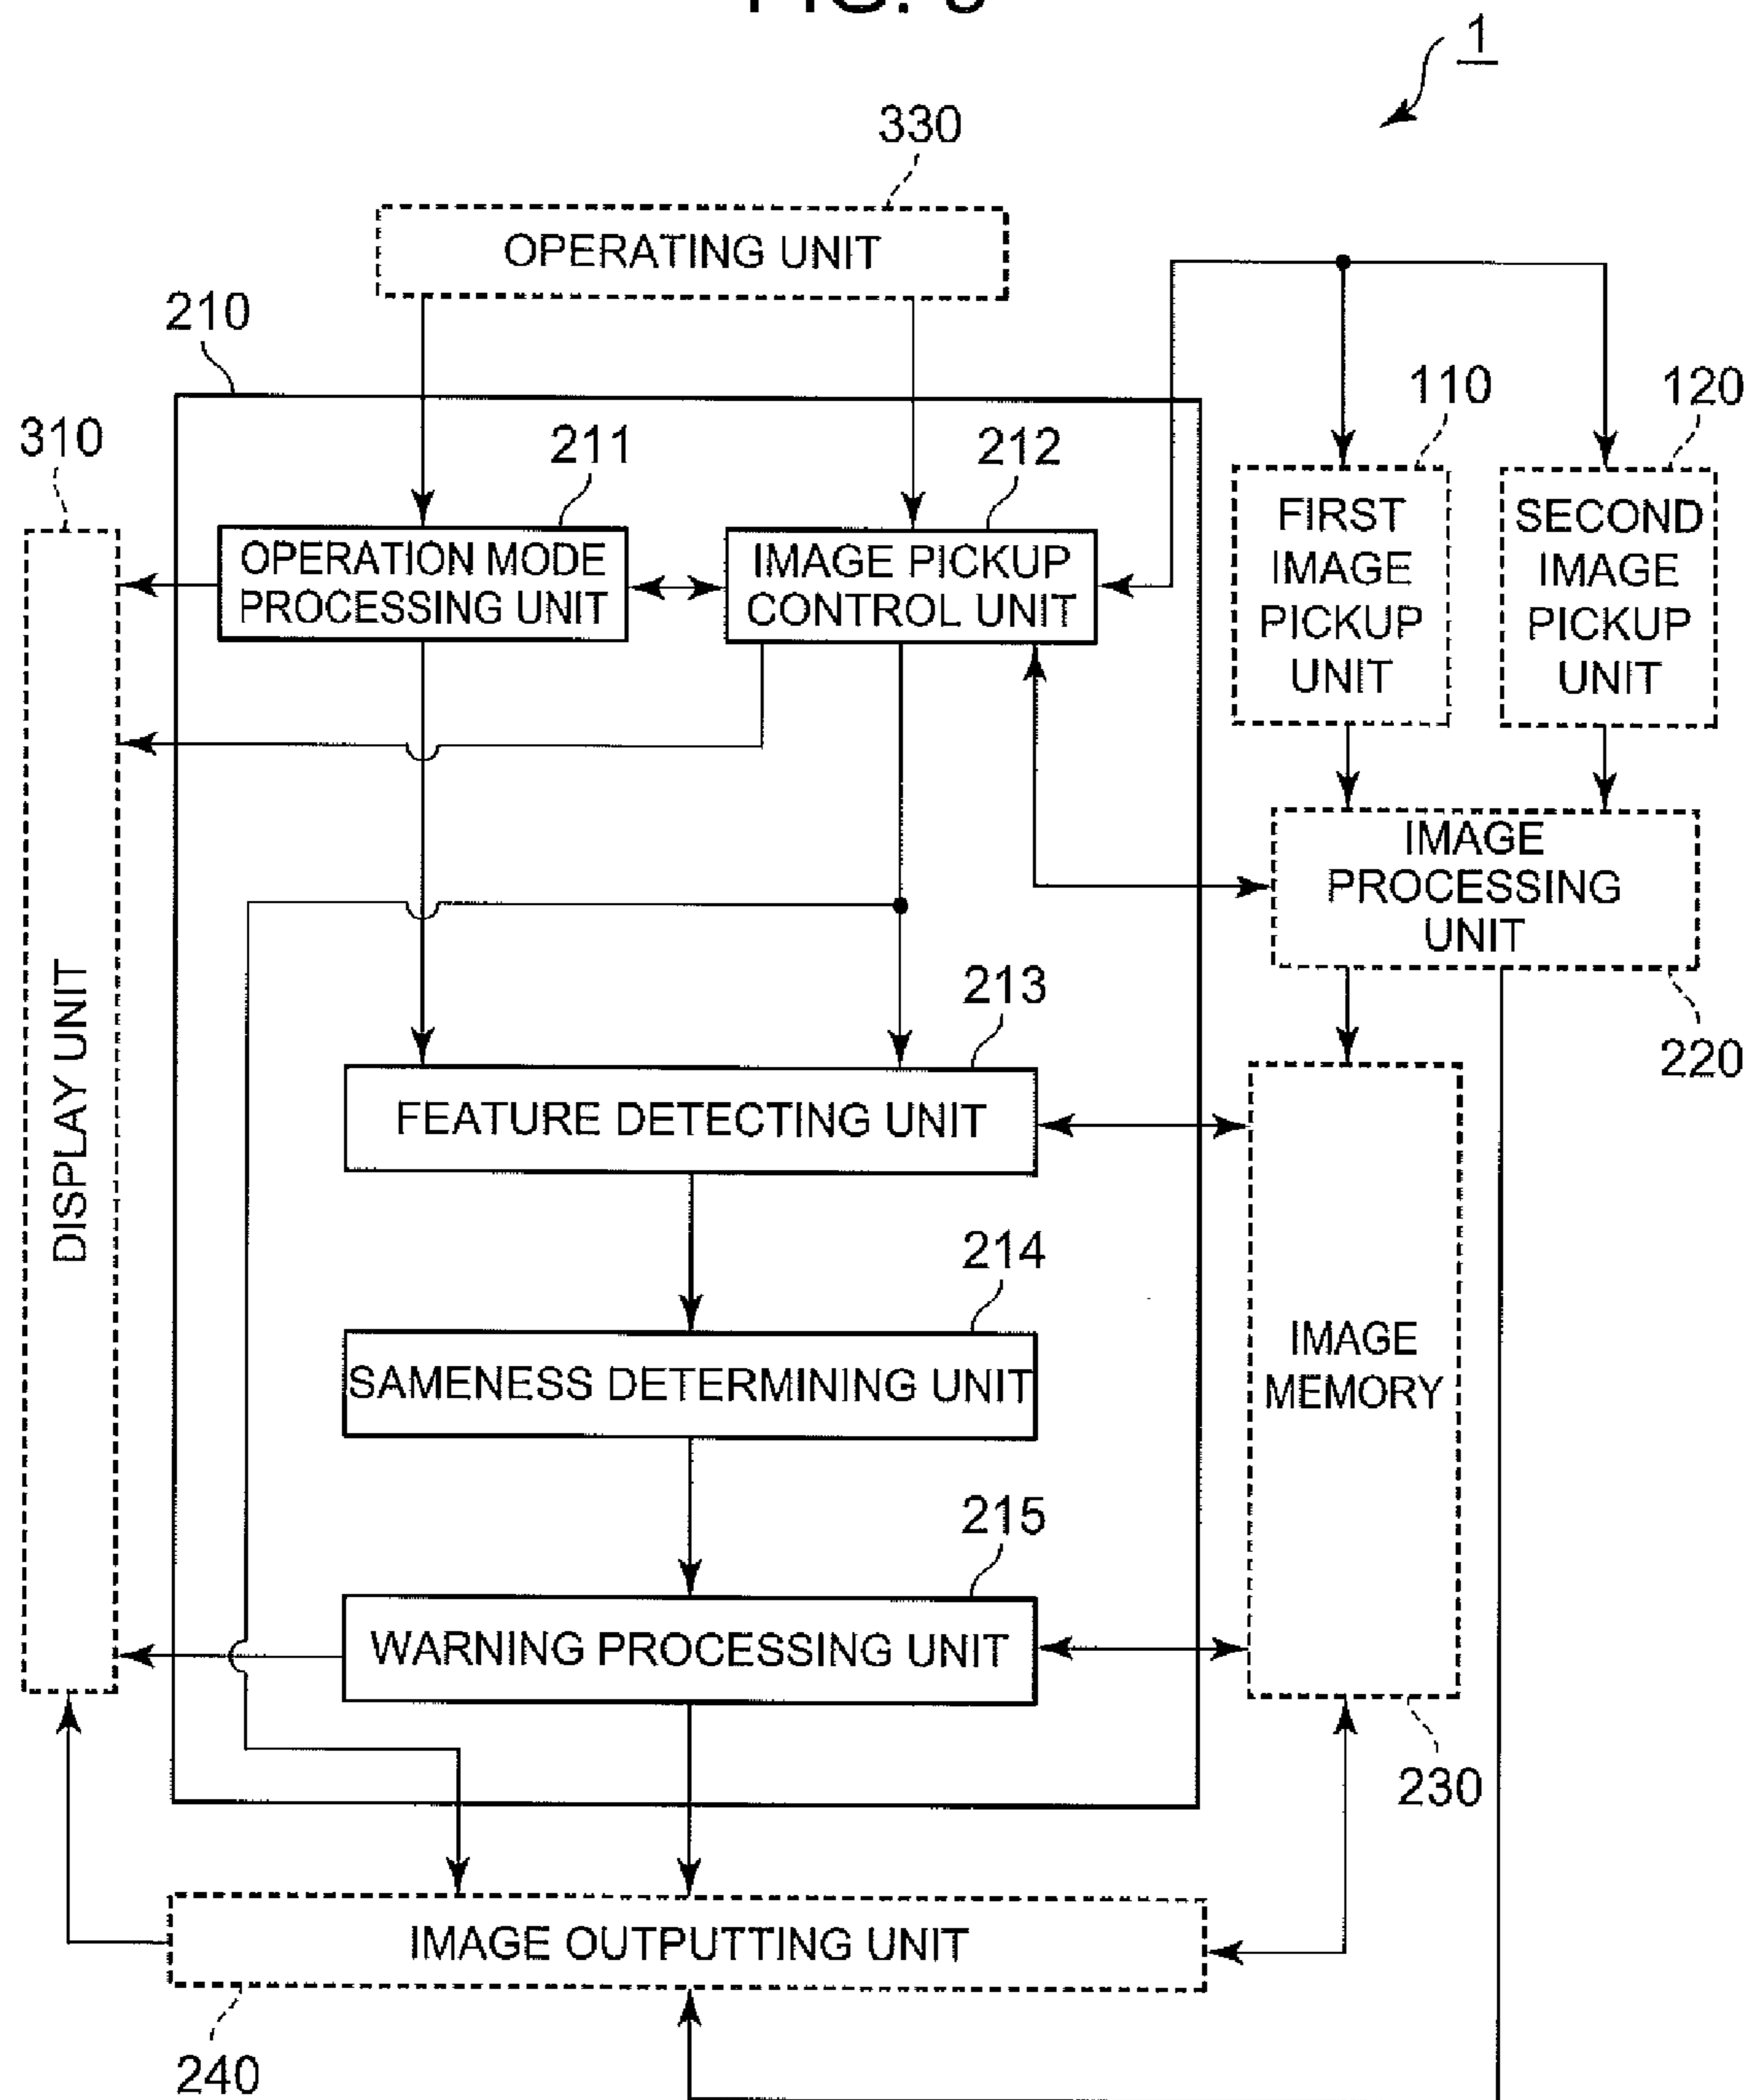 1
330
OPERATING UNIT
210
110
120
310
211
212
FIRST
IMAGE
PICKUP
UNIT
SECOND
IMAGE
PICKUP
UNIT
OPERATION MODE
PROCESSING UNIT
IMAGE PICKUP
CONTROL UNIT
IMAGE
PROCESSING
UNIT
220
DISPLAY UNIT
213
FEATURE DETECTING UNIT
214
SAMENESS DETERMINING UNIT
IMAGE
MEMORY
215
WARNING PROCESSING UNIT
230
IMAGE OUTPUTTING UNIT
240